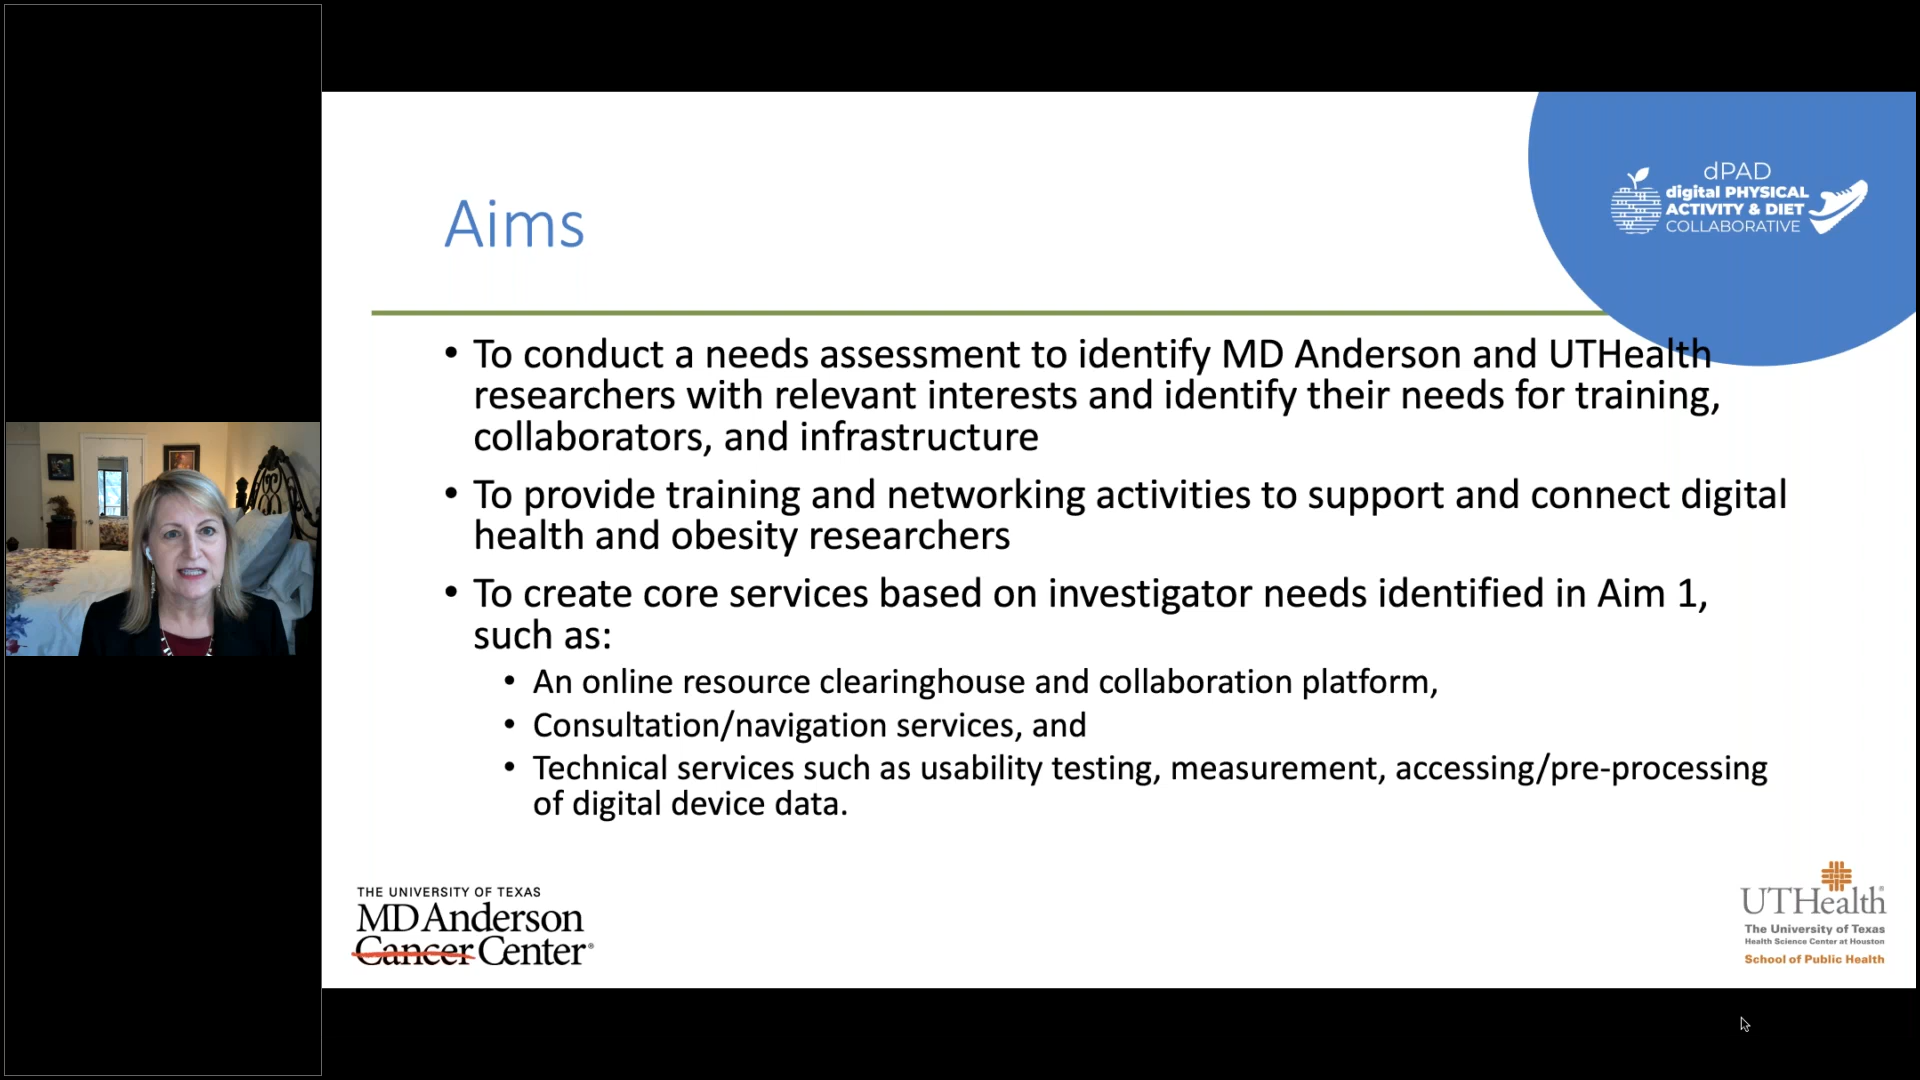 dPAD
digital PHYSICAL
ACTIVITY & DIET
COLLABORATIVE
Aims
• To conduct a needs assessment to identify MD Anderson and UTHealth
researchers with relevant interests and identify their needs for training,
collaborators, and infrastructure
• To provide training and networking activities to support and connect digital
health and obesity researchers
• To create core services based on investigator needs identified in Aim 1,
such as:
• An online resource clearinghouse and collaboration platform,
• Consultation/navigation services, and
• Technical services such as usability testing, measurement, accessing/pre-processing
of digital device data.
THE UNIVERSITY OF TEXAS
MD Anderson
Cancer Center®
UTHealth®
The University of Texas
Health Science Center at Houston
School of Public Health